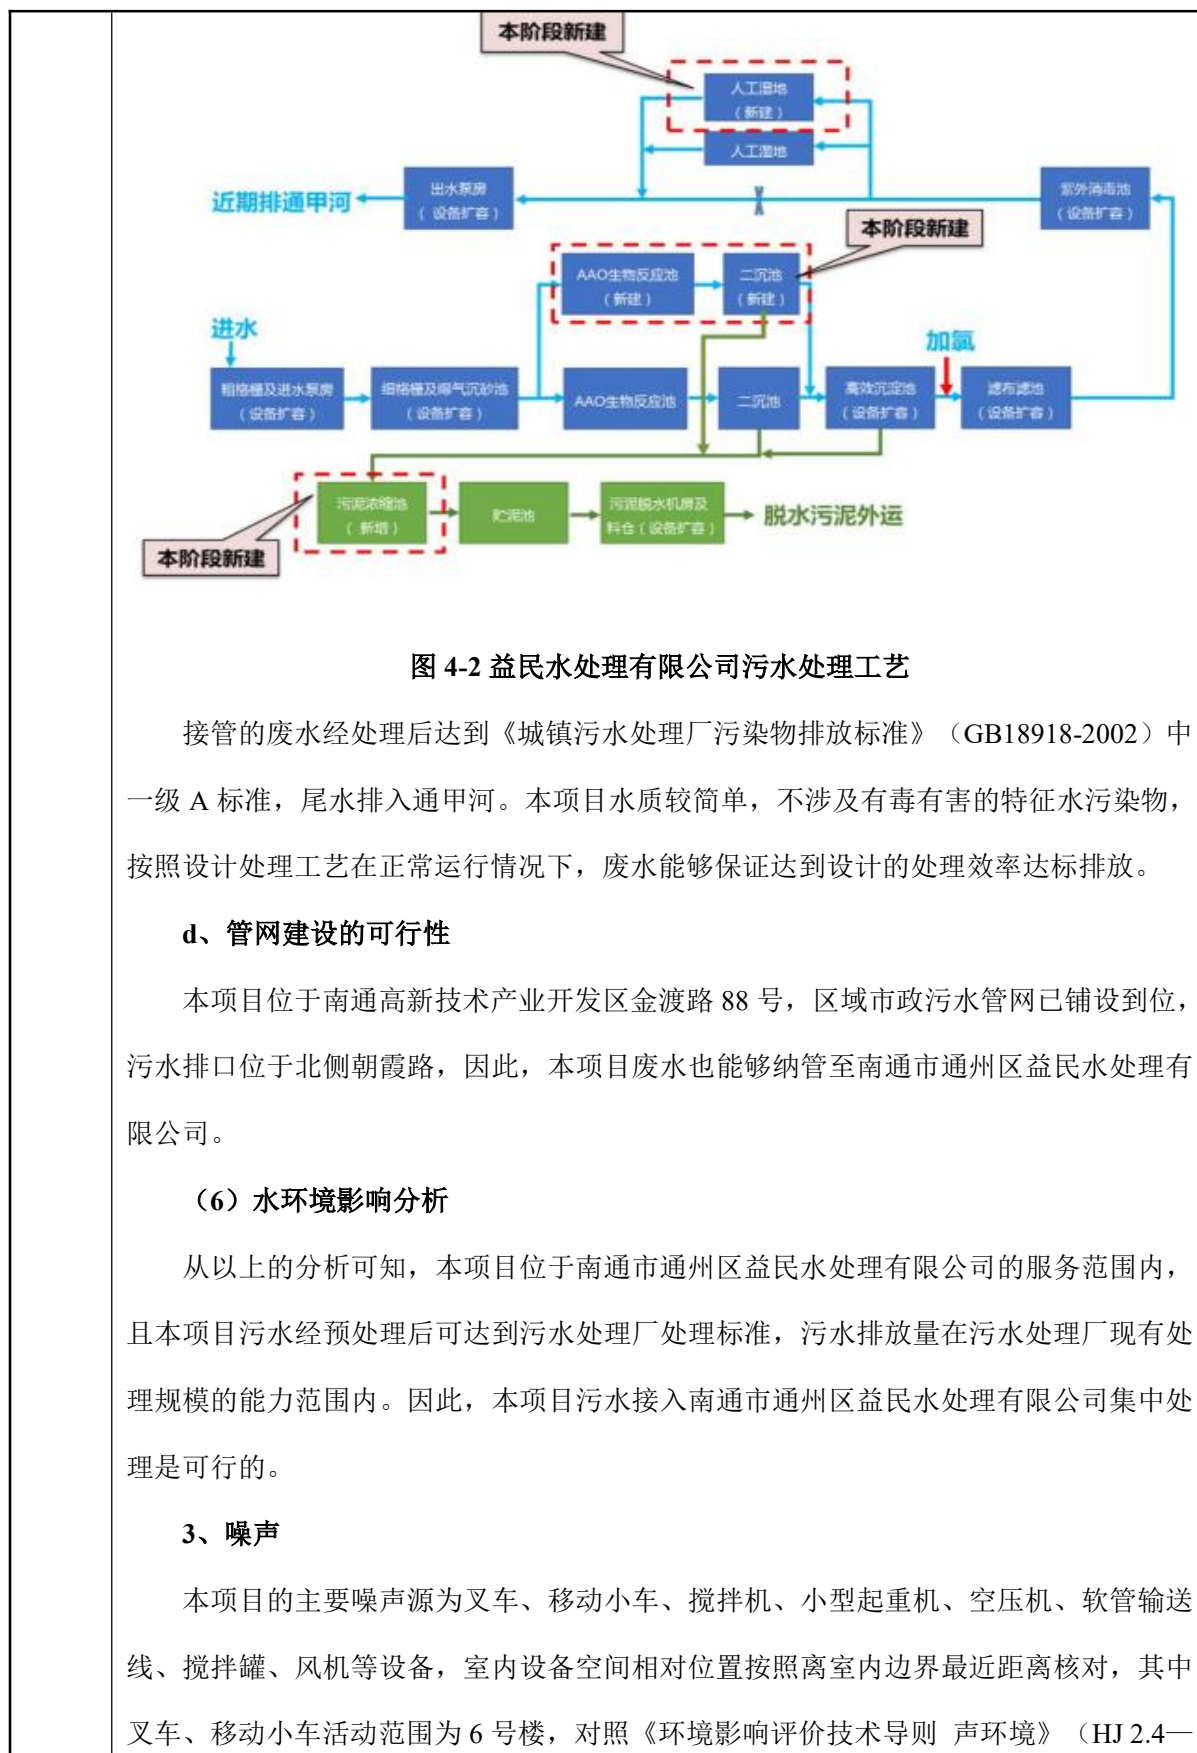 本阶段新建
人工湿地
（新建）
人工湿地
近期排通甲河
出水泵房
（设备扩容）
紫外消毒池
（设备扩容）
本阶段新建
AAO生物反应池
（新建）
二沉池
（新建）
进水
加氯
粗格栅及进水泵房
（设备扩容）
细格栅及曝气沉砂池
（设备扩容）
AAO生物反应池
二沉池
高效沉淀池
（设备扩容）
滤布滤池
（设备扩容）
污泥浓缩池
（新增）
贮泥池
污泥脱水机房及
料仓（设备扩容）
脱水污泥外运
本阶段新建
图 4-2 益民水处理有限公司污水处理工艺
接管的废水经处理后达到《城镇污水处理厂污染物排放标准》（GB18918-2002）中
一级 A 标准，尾水排入通甲河。本项目水质较简单，不涉及有毒有害的特征水污染物，
按照设计处理工艺在正常运行情况下，废水能够保证达到设计的处理效率达标排放。
d、管网建设的可行性
本项目位于南通高新技术产业开发区金渡路 88 号，区域市政污水管网已铺设到位，
污水排口位于北侧朝霞路，因此，本项目废水也能够纳管至南通市通州区益民水处理有
限公司。
（6）水环境影响分析
从以上的分析可知，本项目位于南通市通州区益民水处理有限公司的服务范围内，
且本项目污水经预处理后可达到污水处理厂处理标准，污水排放量在污水处理厂现有处
理规模的能力范围内。因此，本项目污水接入南通市通州区益民水处理有限公司集中处
理是可行的。
3、噪声
本项目的主要噪声源为叉车、移动小车、搅拌机、小型起重机、空压机、软管输送
线、搅拌罐、风机等设备，室内设备空间相对位置按照离室内边界最近距离核对，其中
叉车、移动小车活动范围为 6 号楼，对照《环境影响评价技术导则 声环境》（HJ 2.4—